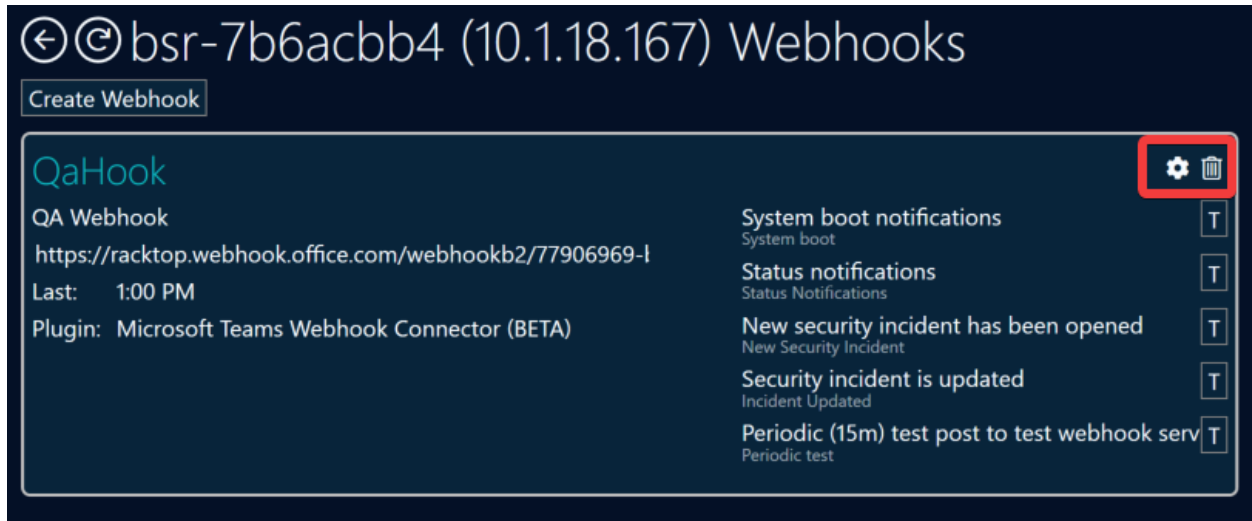 bsr-7b6acbb4 (10.1.18.167) Webhooks
Create Webhook
QaHook
QA Webhook
https://racktop.webhook.office.com/webhookb2/77906969-
Last: 1:00 PM
Plugin: Microsoft Teams Webhook Connector (BETA)
System boot notifications T
System boot
Status notifications T
Status Notifications
New security incident has been opened T
New Security Incident
Security incident is updated T
Incident Updated
Periodic (15m) test post to test webhook serv T
Periodic test